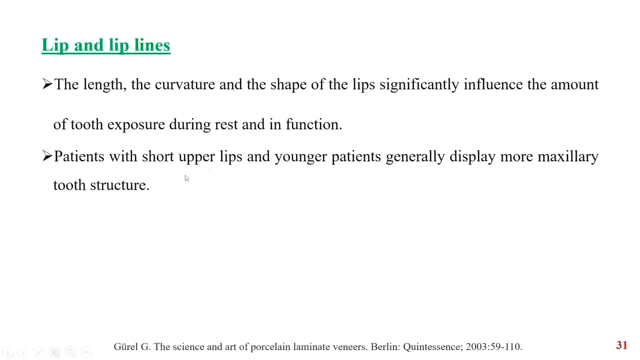 Lip and lip lines
➢The length, the curvature and the shape of the lips significantly influence the amount
of tooth exposure during rest and in function.
➢Patients with short upper lips and younger patients generally display more maxillary
tooth structure.
Gürel G. The science and art of porcelain laminate veneers. Berlin: Quintessence; 2003:59-110.
31